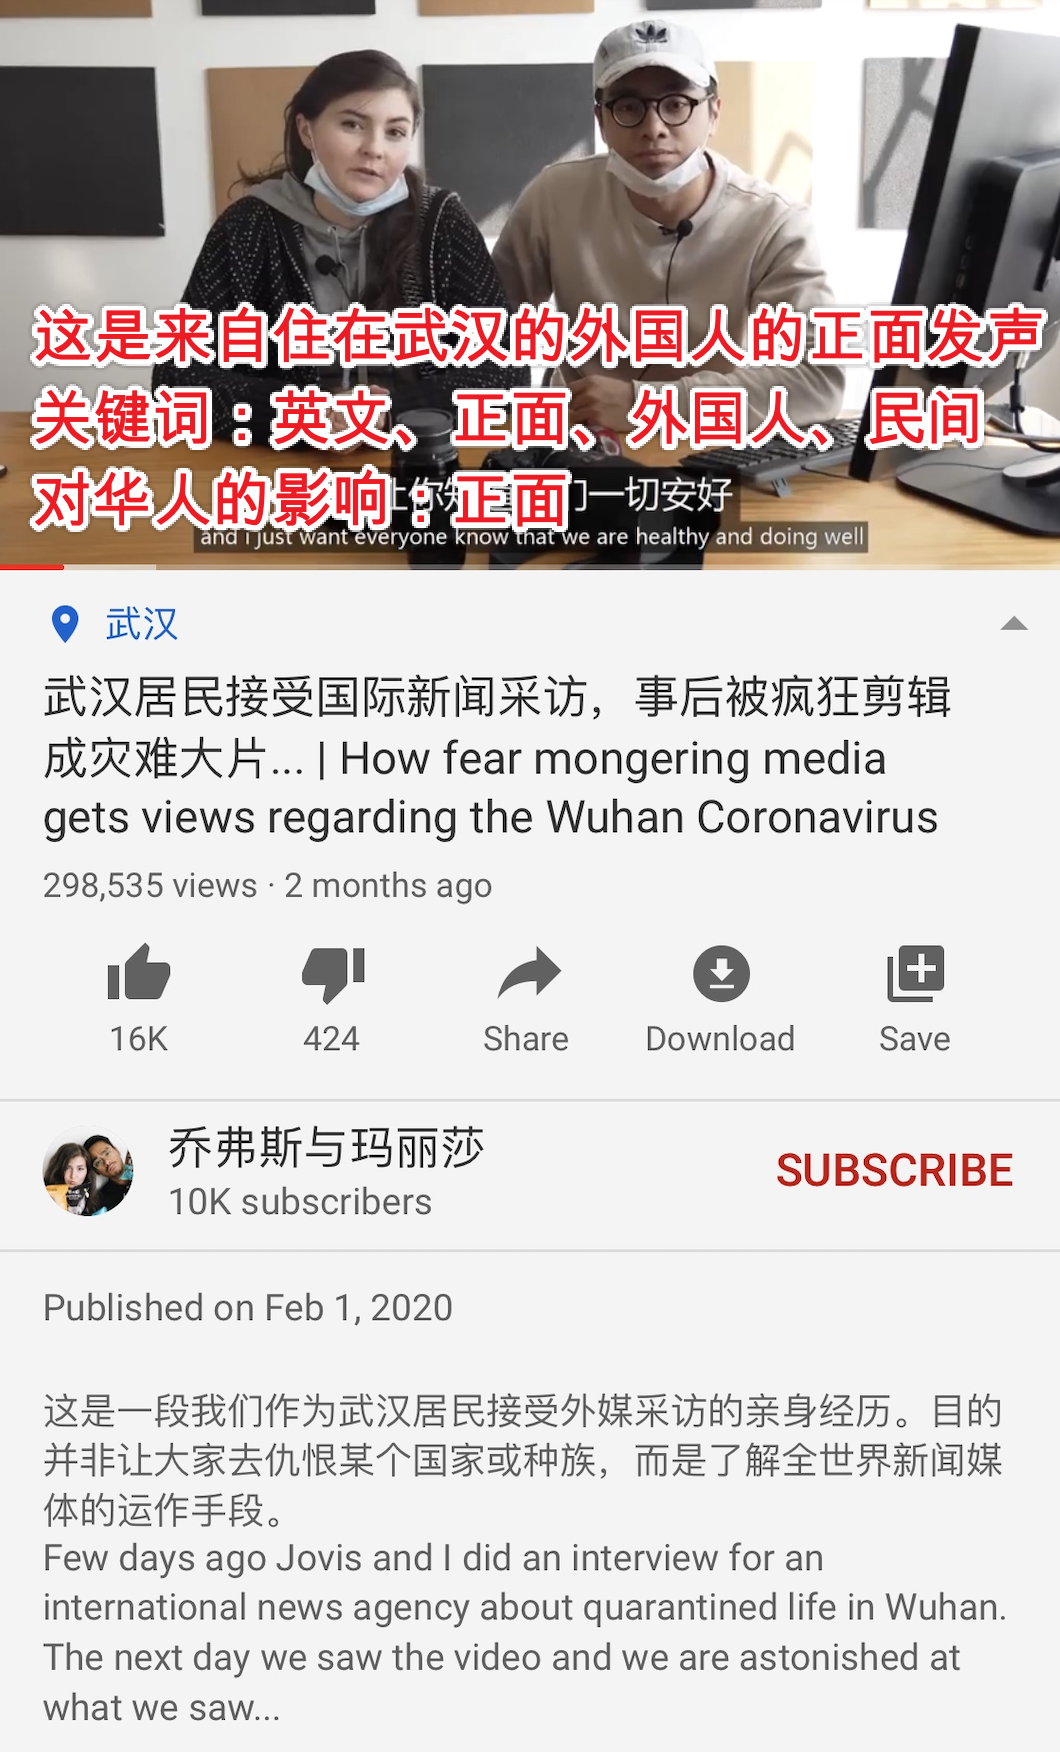 这是来自住在武汉的外国人的正面发声
关键词：英文、正面、外国人、民间
对华人的影响：正面
让你知 们一切安好
and i just want everyone know that we are healthy and doing well
武汉
武汉居民接受国际新闻采访，事后被疯狂剪辑
成灾难大片... | How fear mongering media
gets views regarding the Wuhan Coronavirus
298,535 views · 2 months ago
16K
424
Share
Download
Save
乔弗斯与玛丽莎
10K subscribers
SUBSCRIBE
Published on Feb 1, 2020
这是一段我们作为武汉居民接受外媒采访的亲身经历。目的
并非让大家去仇恨某个国家或种族，而是了解全世界新闻媒
体的运作手段。
Few days ago Jovis and I did an interview for an
international news agency about quarantined life in Wuhan.
The next day we saw the video and we are astonished at
what we saw...